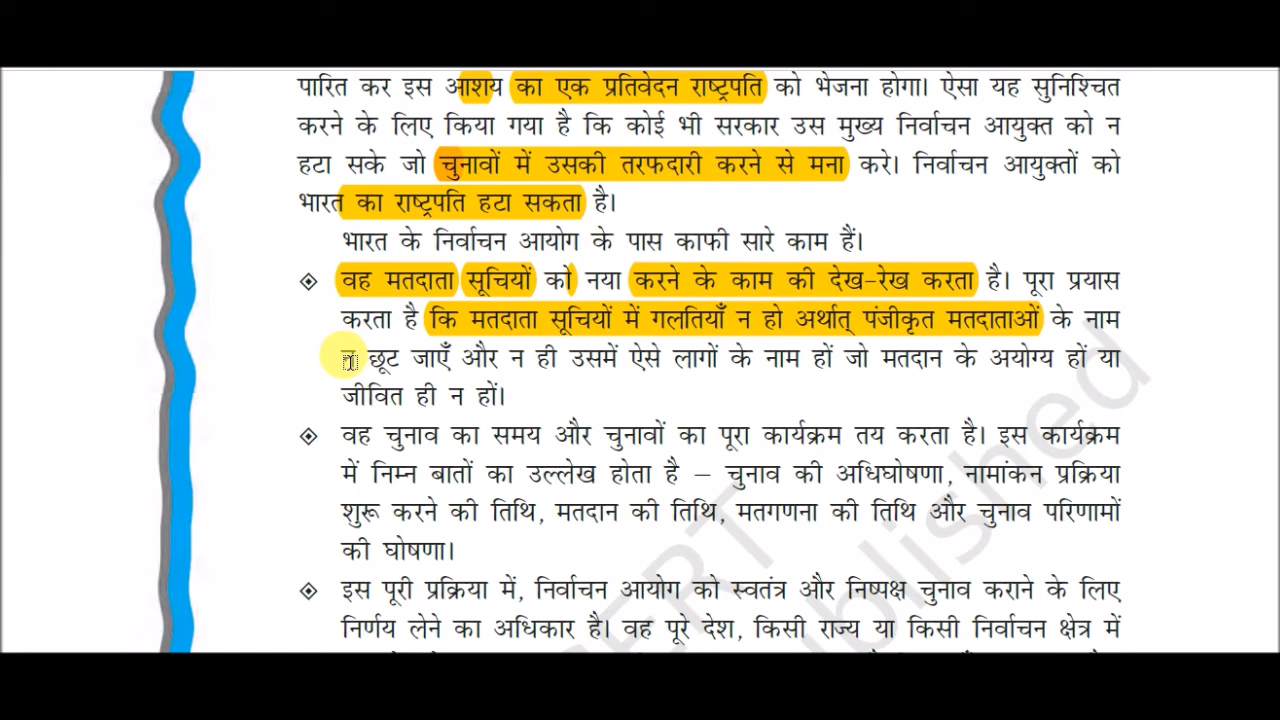 पारित कर इस आशय का एक प्रतिवेदन राष्ट्रपति को भेजना होगा। ऐसा यह सुनिश्चित
करने के लिए किया गया है कि कोई भी सरकार उस मुख्य निर्वाचन आयुक्त को न
हटा सके जो चुनावों में उसकी तरफदारी करने से मना करे। निर्वाचन आयुक्तों को
भारत का राष्ट्रपति हटा सकता है।
भारत के निर्वाचन आयोग के पास काफी सारे काम हैं।
वह मतदाता सूचियों को नया करने के काम की देख-रेख करता है। पूरा प्रयास
करता है कि मतदाता सूचियों में गलतियाँ न हो अर्थात् पंजीकृत मतदाताओं के नाम
न छूट जाएँ और न ही उसमें ऐसे लागों के नाम हों जो मतदान के अयोग्य हों या
जीवित ही न हों।
वह चुनाव का समय और चुनावों का पूरा कार्यक्रम तय करता है। इस कार्यक्रम
में निम्न बातों का उल्लेख होता है – चुनाव की अधिघोषणा, नामांकन प्रक्रिया
शुरू करने की तिथि, मतदान की तिथि, मतगणना की तिथि और चुनाव परिणामों
की घोषणा।
इस पूरी प्रक्रिया में, निर्वाचन आयोग को स्वतंत्र और निष्पक्ष चुनाव कराने के लिए
निर्णय लेने का अधिकार है। वह पूरे देश, किसी राज्य या किसी निर्वाचन क्षेत्र में